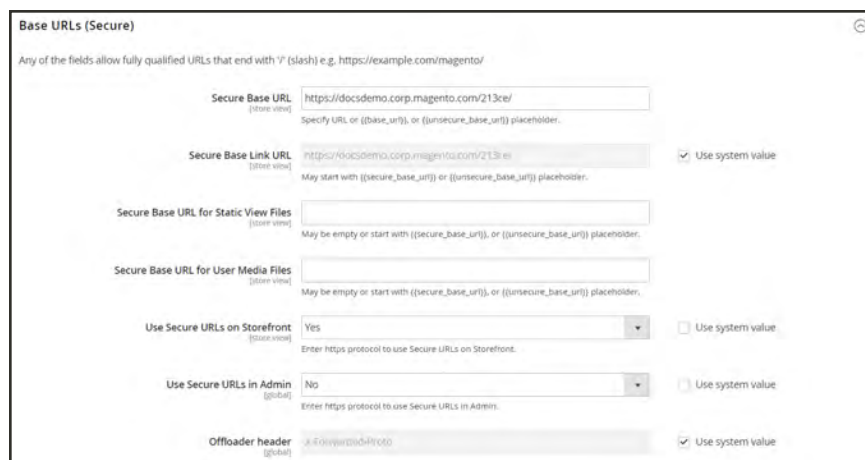 Base URLs (Secure)
Any of the fields allow fully qualified URLs that end with '/' (slash) e.g. https://example.com/magento/
Secure Base URL
[store view]
https://docsdemo.corp.magento.com/213ce/
Specify URL or {{base_url}}, or {{unsecure_base_url}} placeholder.
Secure Base Link URL
[store view]
https://docsdemo.corp.magento.com/213ce/
Use system value
May start with {{secure_base_url}} or {{unsecure_base_url}} placeholder.
Secure Base URL for Static View Files
[store view]
May be empty or start with {{secure_base_url}}, or {{unsecure_base_url}} placeholder.
Secure Base URL for User Media Files
[store view]
May be empty or start with {{secure_base_url}}, or {{unsecure_base_url}} placeholder.
Use Secure URLs on Storefront
[store view]
Yes
Use system value
Enter https protocol to use Secure URLs on Storefront.
Use Secure URLs in Admin
[global]
No
Use system value
Enter https protocol to use Secure URLs in Admin.
Offloader header
[global]
X-Forwarded-Proto
Use system value